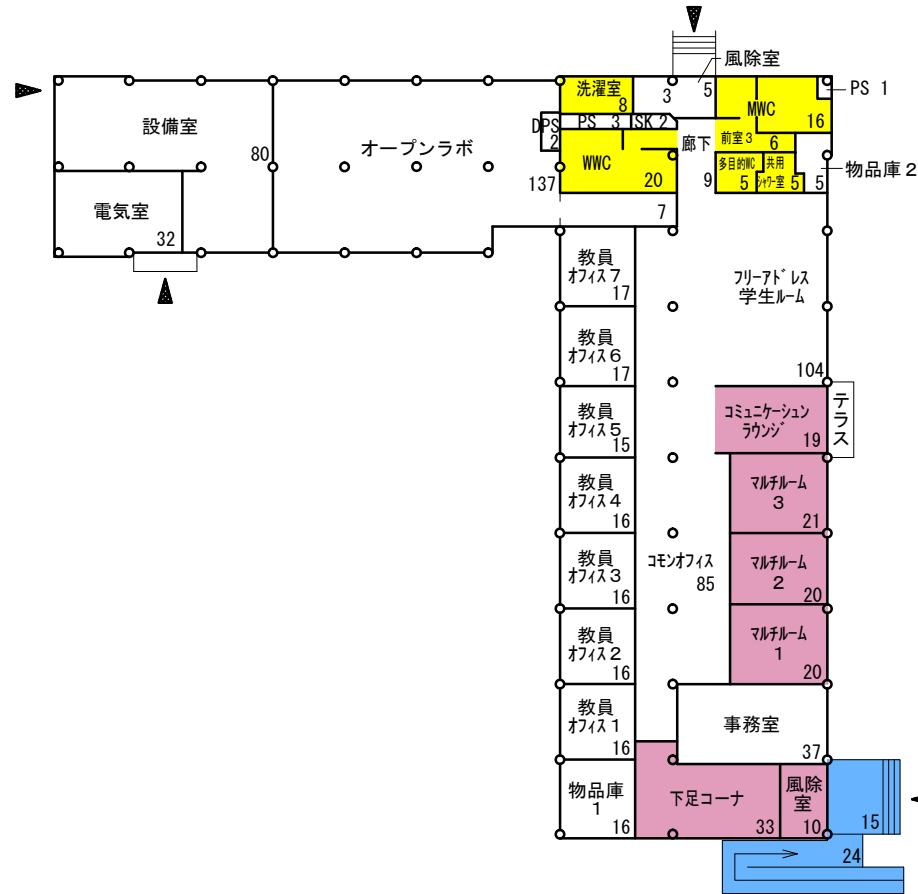 風除室
洗濯室
8
3
5
MWC
16
PS 1
DPS
2
PS 3
SK 2
廊下
前室3
6
設備室
80
オープンラボ
137
WWC
20
9
多目的WC
5
共用
ｼｬﾜｰ室
5
5
物品庫2
7
電気室
32
教員
オフィス7
17
フリーアドレス
学生ルーム
104
教員
オフィス6
17
教員
オフィス5
15
コミュニケーション
ラウンジ
19
テラス
教員
オフィス4
16
マルチルーム
3
21
教員
オフィス3
16
コモンオフィス
85
マルチルーム
2
20
教員
オフィス2
16
マルチルーム
1
20
教員
オフィス1
16
事務室
37
物品庫
1
16
下足コーナ
33
風除
室
10
15
24